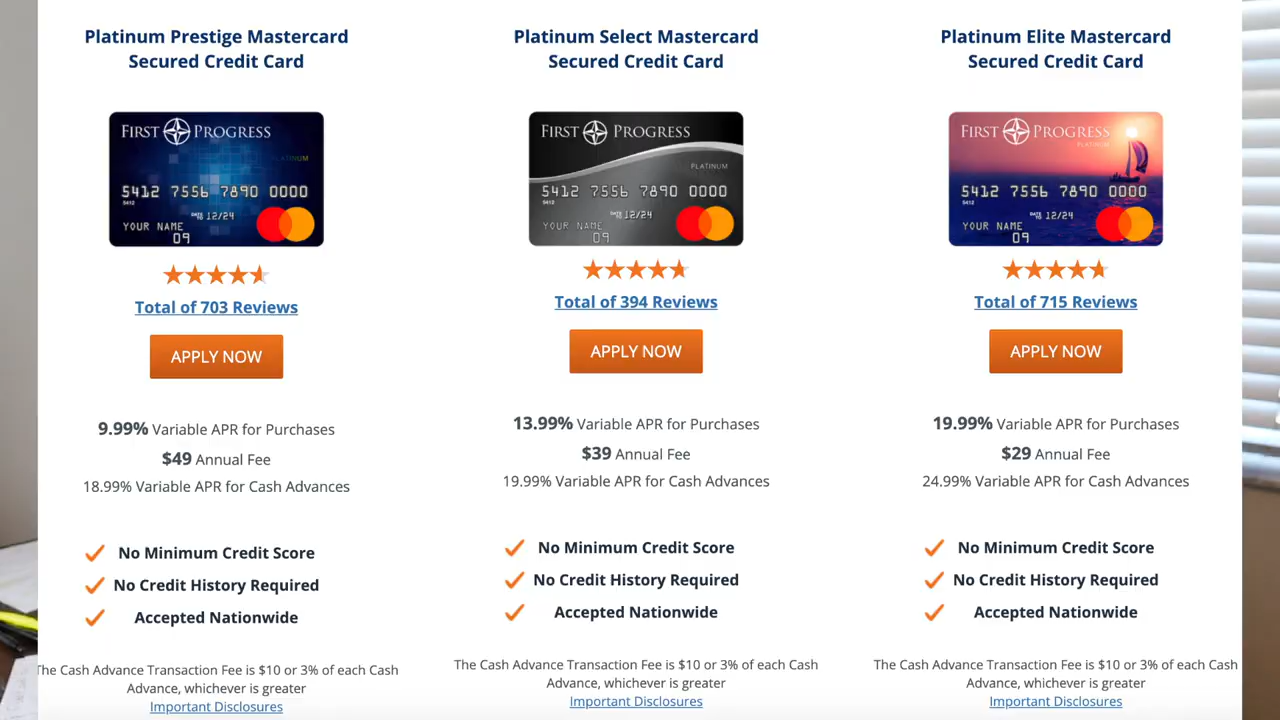 Platinum Prestige Mastercard
Secured Credit Card
FIRST PROGRESS
PLATINUM
5412 7556 7890 0000
5412
12/24
YOUR NAME
09
Total of 703 Reviews
APPLY NOW
9.99% Variable APR for Purchases
$49 Annual Fee
18.99% Variable APR for Cash Advances
No Minimum Credit Score
No Credit History Required
Accepted Nationwide
The Cash Advance Transaction Fee is $10 or 3% of each Cash
Advance, whichever is greater
Important Disclosures
Platinum Select Mastercard
Secured Credit Card
FIRST PROGRESS
PLATINUM
5412 7556 7890 0000
5412
12/24
YOUR NAME
09
Total of 394 Reviews
APPLY NOW
13.99% Variable APR for Purchases
$39 Annual Fee
19.99% Variable APR for Cash Advances
No Minimum Credit Score
No Credit History Required
Accepted Nationwide
The Cash Advance Transaction Fee is $10 or 3% of each Cash
Advance, whichever is greater
Important Disclosures
Platinum Elite Mastercard
Secured Credit Card
FIRST PROGRESS
PLATINUM
5412 7556 7890 0000
5412
12/24
YOUR NAME
09
Total of 715 Reviews
APPLY NOW
19.99% Variable APR for Purchases
$29 Annual Fee
24.99% Variable APR for Cash Advances
No Minimum Credit Score
No Credit History Required
Accepted Nationwide
The Cash Advance Transaction Fee is $10 or 3% of each Cash
Advance, whichever is greater
Important Disclosures